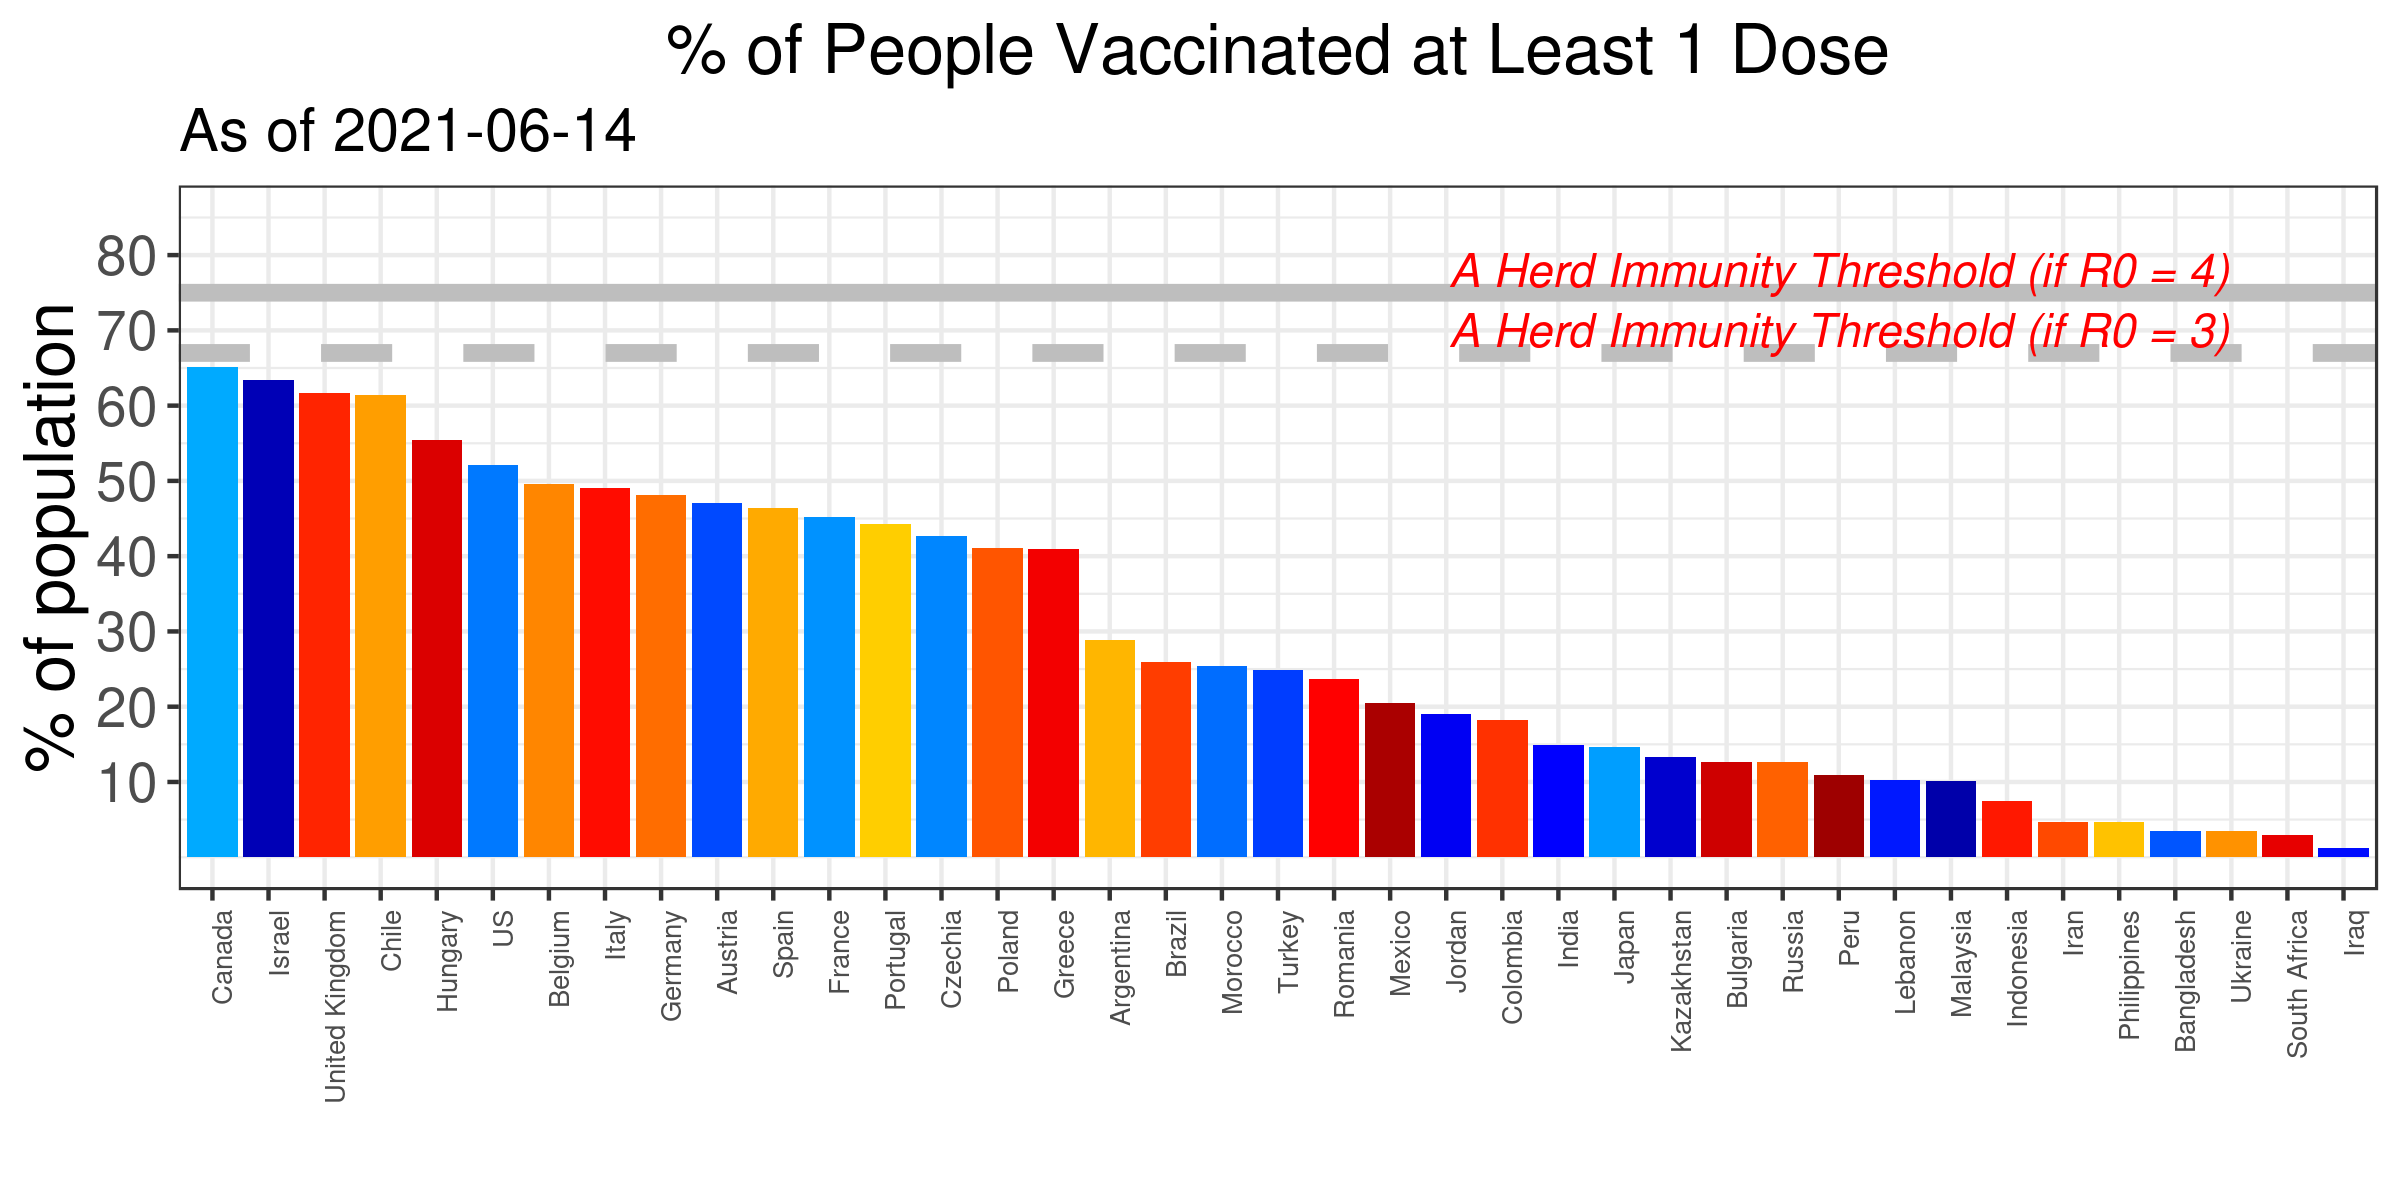 % of People Vaccinated at Least 1 Dose
As of 2021-06-14
% of population
80
70
60
50
40
30
20
10
A Herd Immunity Threshold (if R0 = 4)
A Herd Immunity Threshold (if R0 = 3)
Canada
Israel
United Kingdom
Chile
Hungary
US
Belgium
Italy
Germany
Austria
Spain
France
Portugal
Czechia
Poland
Greece
Argentina
Brazil
Morocco
Turkey
Romania
Mexico
Jordan
Colombia
India
Japan
Kazakhstan
Bulgaria
Russia
Peru
Lebanon
Malaysia
Indonesia
Iran
Philippines
Bangladesh
Ukraine
South Africa
Iraq